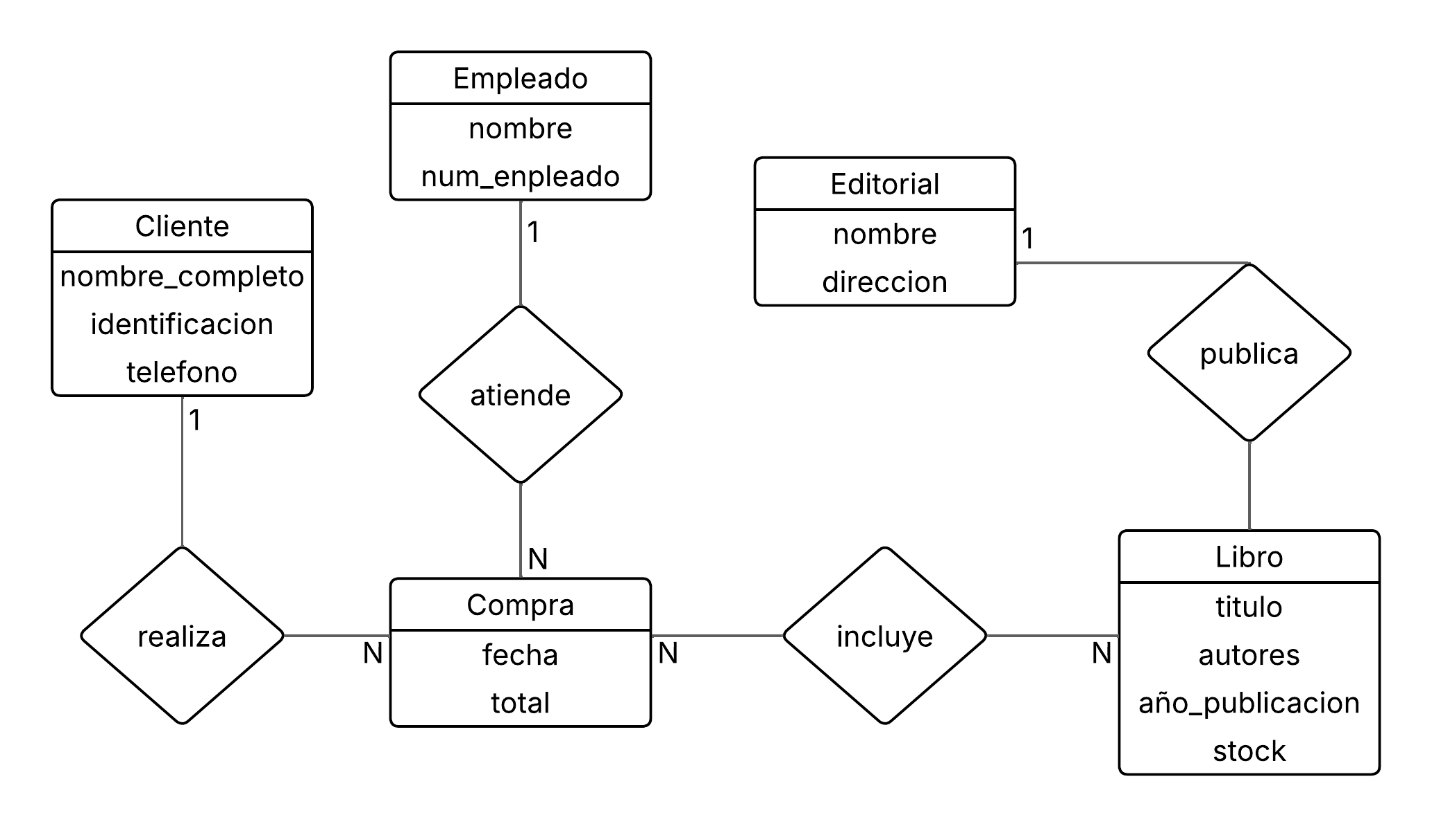 Empleado
nombre
num_enpleado
1
Cliente
nombre_completo
identificacion
telefono
1
Editorial
nombre
direccion
1
publica
atiende
N
realiza
N
Compra
fecha
total
N
incluye
N
Libro
titulo
autores
año_publicacion
stock